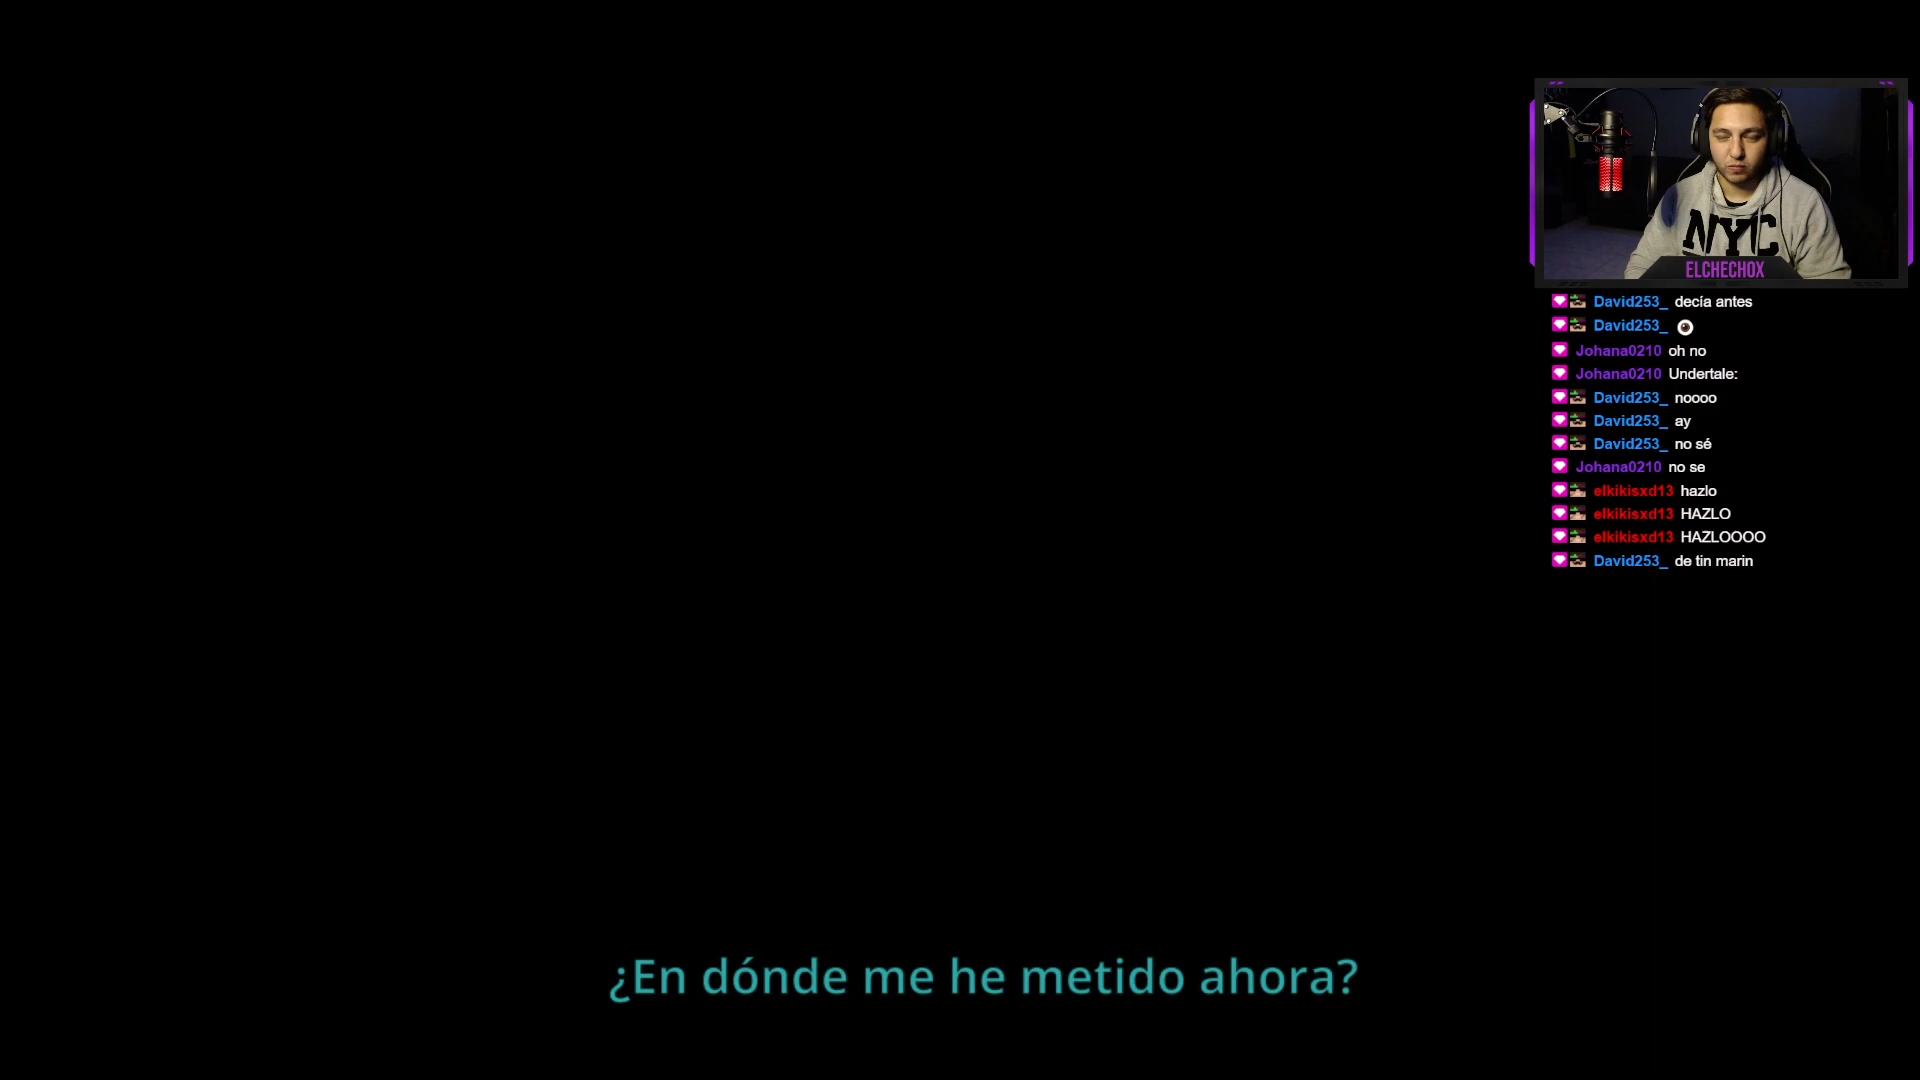 NYC
ELCHECHOX
David253_ decía antes
David253_
Johana0210 oh no
Johana0210 Undertale:
David253_ noooo
David253_ ay
David253_ no sé
Johana0210 no se
elkikisxd13 hazlo
elkikisxd13 HAZLO
elkikisxd13 HAZLOOOO
David253_ de tin marin
¿En dónde me he metido ahora?